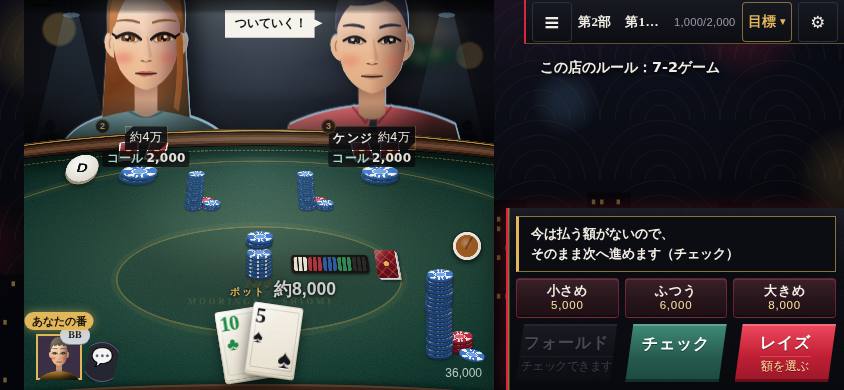 ついていく！
2
約4万
コール 2,000
D
3
ケンジ 約4万
コール 2,000
ポット 約8,000
10
5
あなたの番
BB
36,000
第2部 第1… 1,000/2,000 目標 ▾
この店のルール：7-2ゲーム
今は払う額がないので、
そのまま次へ進めます（チェック）
小さめ
5,000
ふつう
6,000
大きめ
8,000
フォールド
チェックできます
チェック
レイズ
額を選ぶ